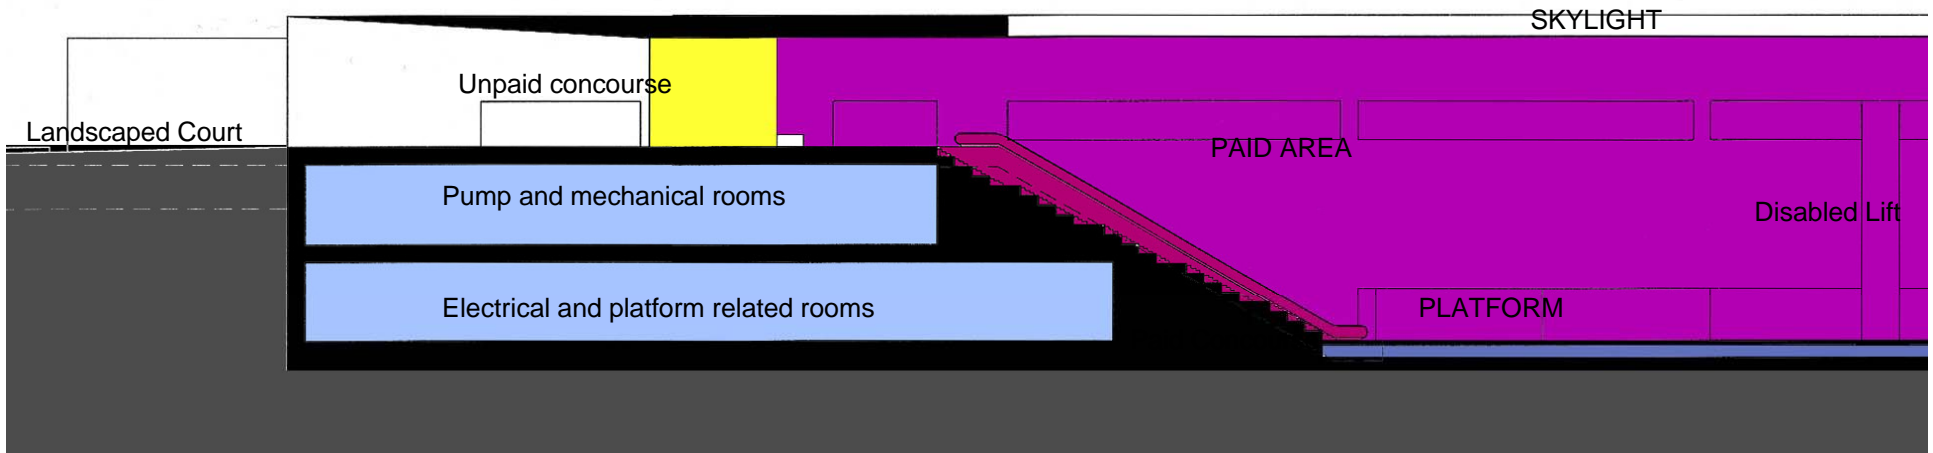 SKYLIGHT
Unpaid concourse
Landscaped Court
PAID AREA
Pump and mechanical rooms
Disabled Lift
Electrical and platform related rooms
PLATFORM